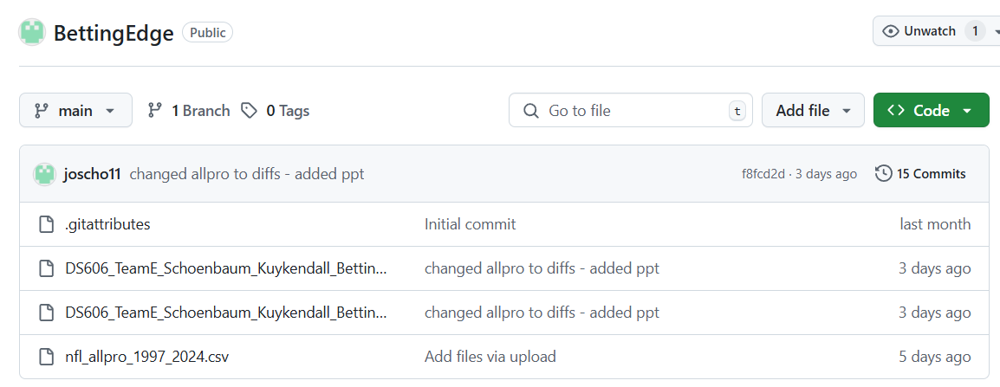 BettingEdge Public Unwatch 1
main 1 Branch 0 Tags Go to file t Add file Code
joscho11 changed allpro to diffs - added ppt f8fcd2d · 3 days ago 15 Commits
.gitattributes Initial commit last month
DS606_TeamE_Schoenbaum_Kuykendall_Bettin... changed allpro to diffs - added ppt 3 days ago
DS606_TeamE_Schoenbaum_Kuykendall_Bettin... changed allpro to diffs - added ppt 3 days ago
nfl_allpro_1997_2024.csv Add files via upload 5 days ago